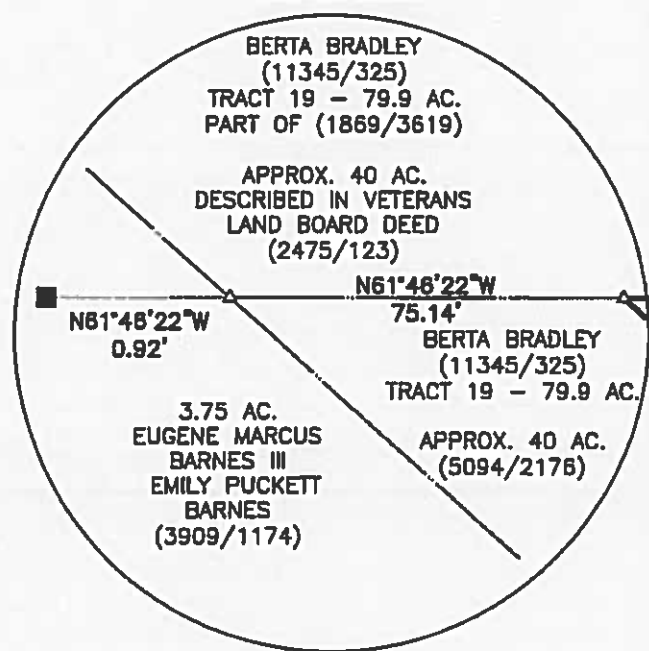 BERTA BRADLEY
(11345/325)
TRACT 19 - 79.9 AC.
PART OF (1869/3619)
APPROX. 40 AC.
DESCRIBED IN VETERANS
LAND BOARD DEED
(2475/123)
N61°46'22"W
75.14'
N61°46'22"W
0.92'
BERTA BRADLEY
(11345/325)
TRACT 19 - 79.9 AC.
APPROX. 40 AC.
(5094/2176)
3.75 AC.
EUGENE MARCUS
BARNES III
EMILY PUCKETT
BARNES
(3909/1174)